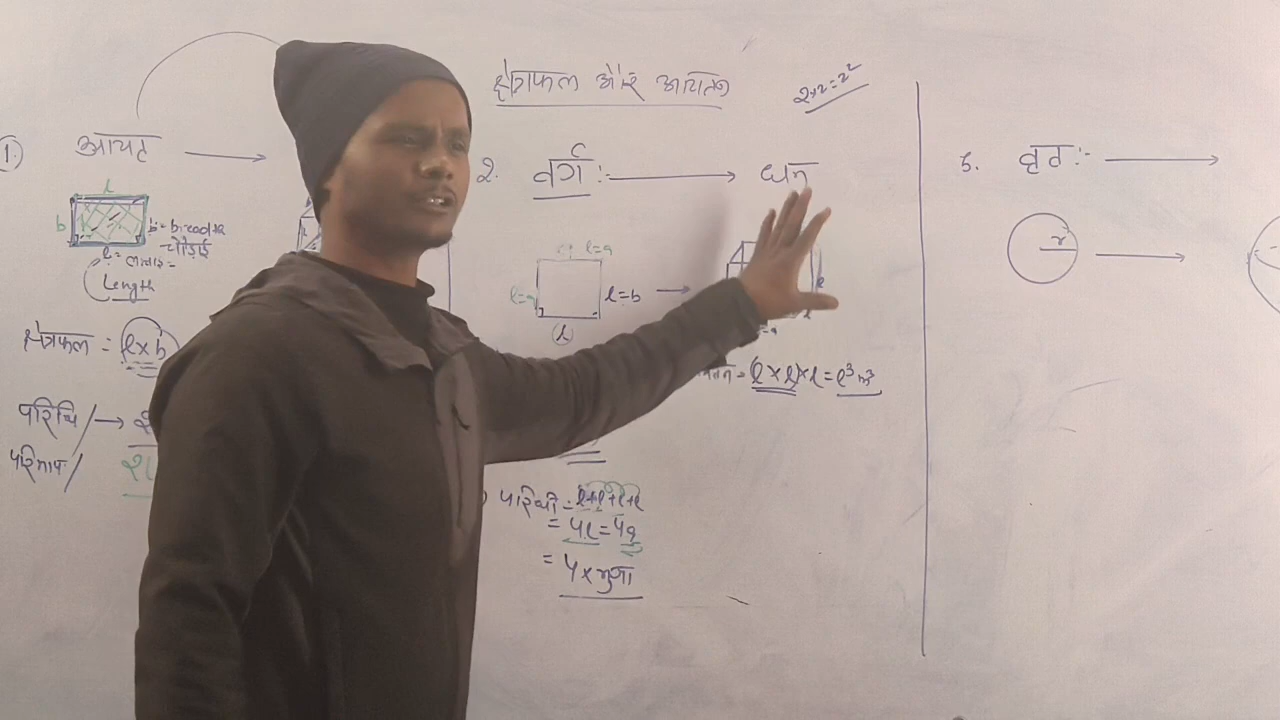 क्षेत्रफल और आयतन
2×2=2²
1. आयत
l
b
b = breadth
चौड़ाई
l = लम्बाई =
Length
क्षेत्रफल = l×b
परिधि /→
परिमाप /
2. वर्ग :- → घन
l=a
l=b
l
l×l)×l = l³ m³
परिधी = l+l+l+l
= 4l = 4a
= 4×भुजा
3. वृत :-
r